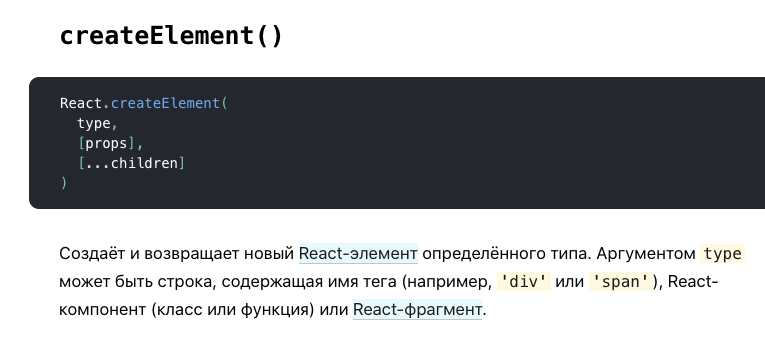 createElement()
React.createElement(
type,
[props],
[...children]
)
Создаёт и возвращает новый React-элемент определённого типа. Аргументом type
может быть строка, содержащая имя тега (например, 'div' или 'span'), React-
компонент (класс или функция) или React-фрагмент.